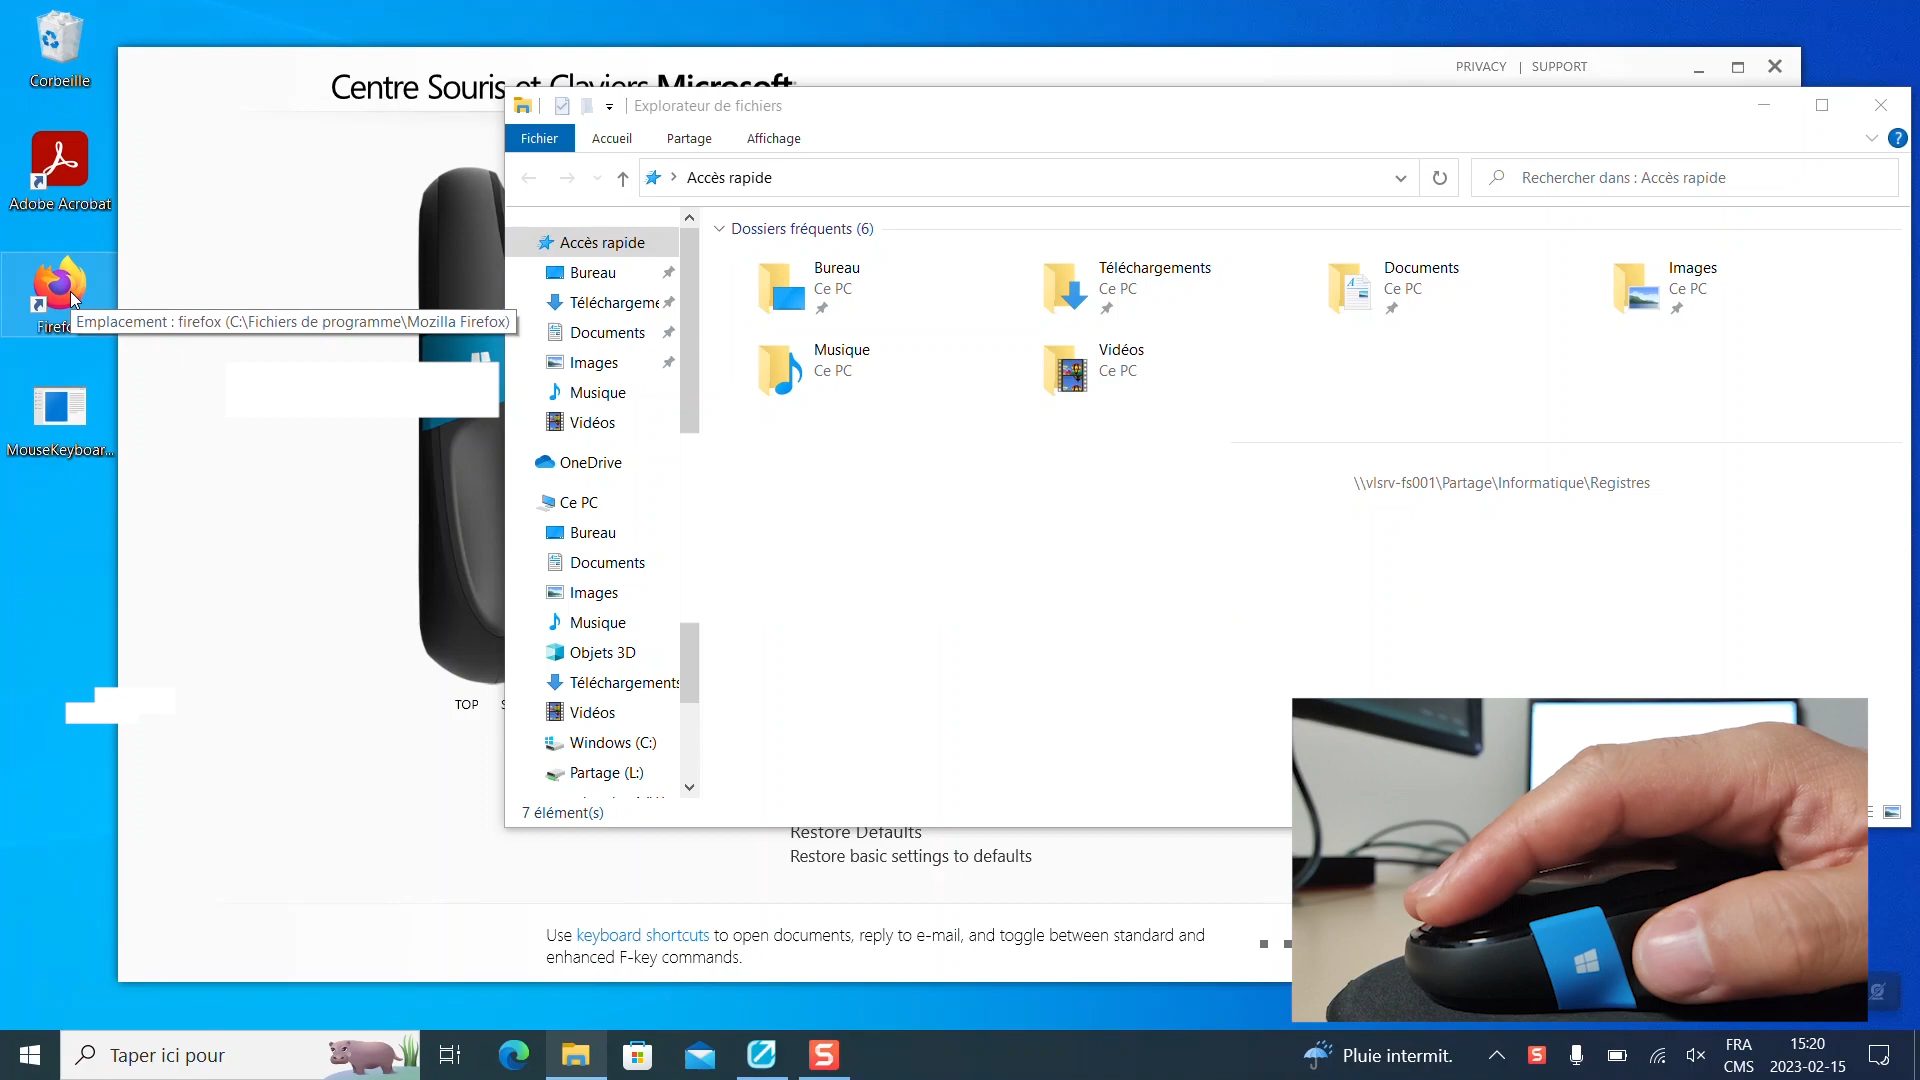 Corbeille
Adobe Acrobat
Emplacement : firefox (C:\Fichiers de programme\Mozilla Firefox)
MouseKeyboar...
PRIVACY | SUPPORT
Centre Souris et Claviers Microsoft
Explorateur de fichiers
Fichier
Accueil
Partage
Affichage
Accès rapide
Rechercher dans : Accès rapide
Accès rapide
Bureau
Téléchargeme
Documents
Images
Musique
Vidéos
OneDrive
Ce PC
Bureau
Documents
Images
Musique
Objets 3D
Téléchargements
Vidéos
Windows (C:)
Partage (L:)
Dossiers fréquents (6)
Bureau
Ce PC
Téléchargements
Ce PC
Documents
Ce PC
Images
Ce PC
Musique
Ce PC
Vidéos
Ce PC
\\vlsrv-fs001\Partage\Informatique\Registres
7 élément(s)
TOP
Restore Defaults
Restore basic settings to defaults
Use keyboard shortcuts to open documents, reply to e-mail, and toggle between standard and
enhanced F-key commands.
Taper ici pour
Pluie intermit.
FRA
CMS
15:20
2023-02-15